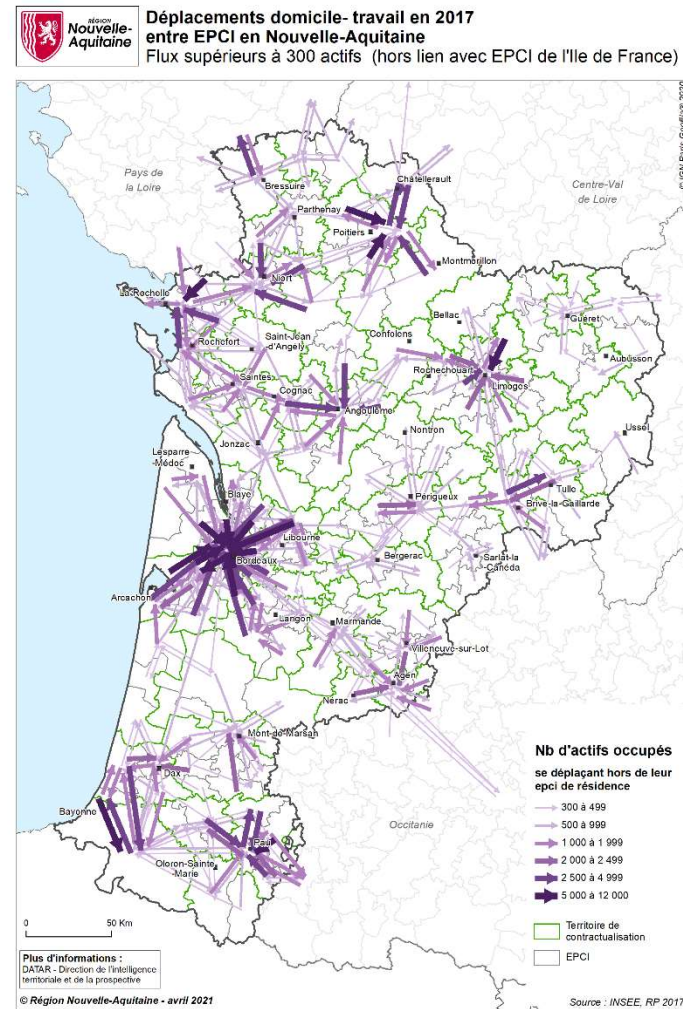 RÉGION
Nouvelle-
Aquitaine
Déplacements domicile- travail en 2017
entre EPCI en Nouvelle-Aquitaine
Flux supérieurs à 300 actifs (hors lien avec EPCI de l'Ile de France)
Pays de
la Loire
Centre-Val
de Loire
Bressuire
Châtellerault
Parthenay
Poitiers
Montmorillon
Niort
La Rochelle
Bellac
Guéret
Rochefort
Saint-Jean
d'Angely
Confolens
Aubusson
Rochechouart
Limoges
Saintes
Cognac
Angoulême
Ussel
Jonzac
Nontron
Lesparre
-Médoc
Blaye
Périgueux
Tulle
Brive-la-Gaillarde
Libourne
Bordeaux
Bergerac
Sarlat-la
-Canéda
Arcachon
Langon
Marmande
Villeneuve-sur-Lot
Agen
Nérac
Mont-de-Marsan
Dax
Bayonne
Pau
Oloron-Sainte
-Marie
Occitanie
Nb d'actifs occupés
se déplaçant hors de leur
epci de résidence
300 à 499
500 à 999
1 000 à 1 999
2 000 à 2 499
2 500 à 4 999
5 000 à 12 000
Territoire de
contractualisation
EPCI
0 50 Km
Plus d'informations :
DATAR - Direction de l'intelligence
territoriale et de la prospective
© Région Nouvelle-Aquitaine - avril 2021
Source : INSEE, RP 2017